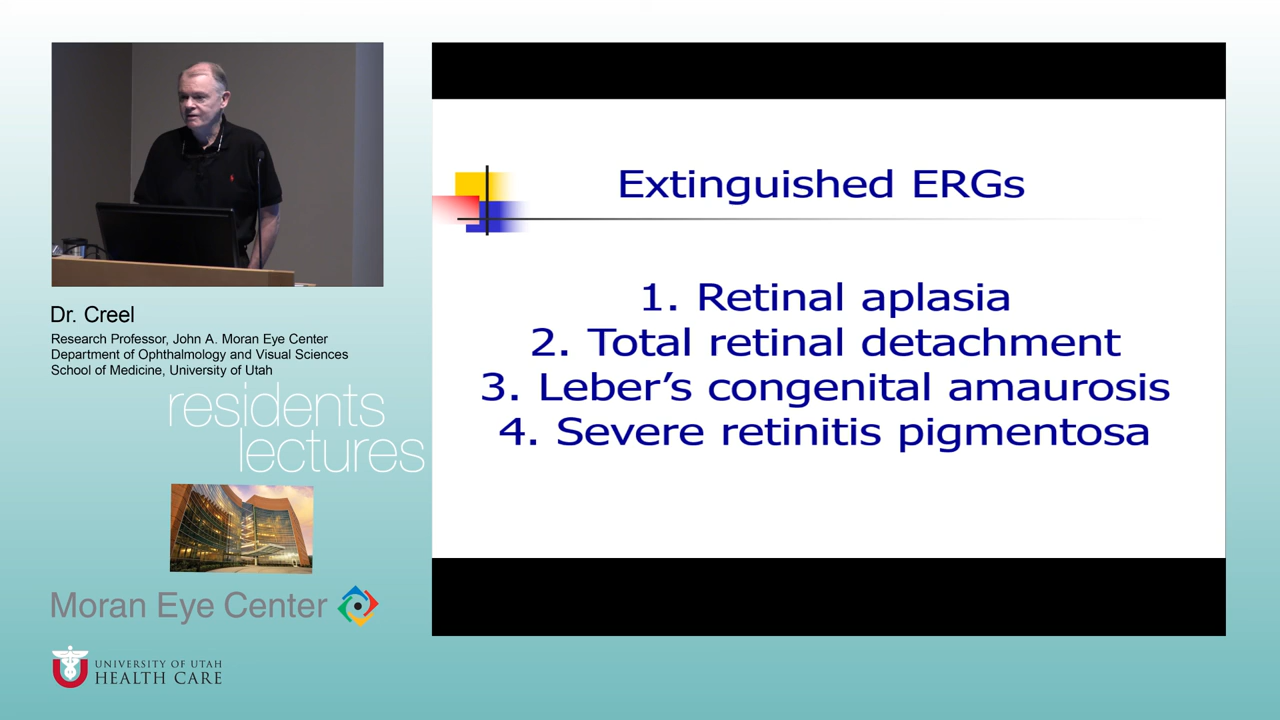 Extinguished ERGs
1. Retinal aplasia
2. Total retinal detachment
3. Leber’s congenital amaurosis
4. Severe retinitis pigmentosa
Dr. Creel
Research Professor, John A. Moran Eye Center
Department of Ophthalmology and Visual Sciences
School of Medicine, University of Utah
residents
lectures
Moran Eye Center
UNIVERSITY OF UTAH
HEALTH CARE